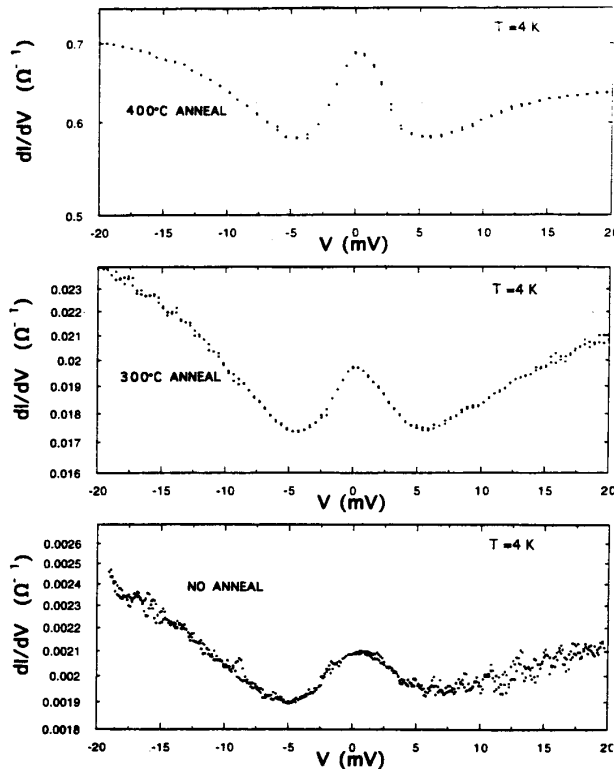 T=4 K
0.7
0.6
0.5
dI/dV (Ω⁻¹)
400°C ANNEAL
-20 -15 -10 -5 0 5 10 15 20
V (mV)
T=4 K
0.023
0.022
0.021
0.02
0.019
0.018
0.017
0.016
dI/dV (Ω⁻¹)
300°C ANNEAL
-20 -15 -10 -5 0 5 10 15 20
V (mV)
T=4 K
0.0026
0.0025
0.0024
0.0023
0.0022
0.0021
0.002
0.0019
0.0018
dI/dV (Ω⁻¹)
NO ANNEAL
-20 -15 -10 -5 0 5 10 15 20
V (mV)